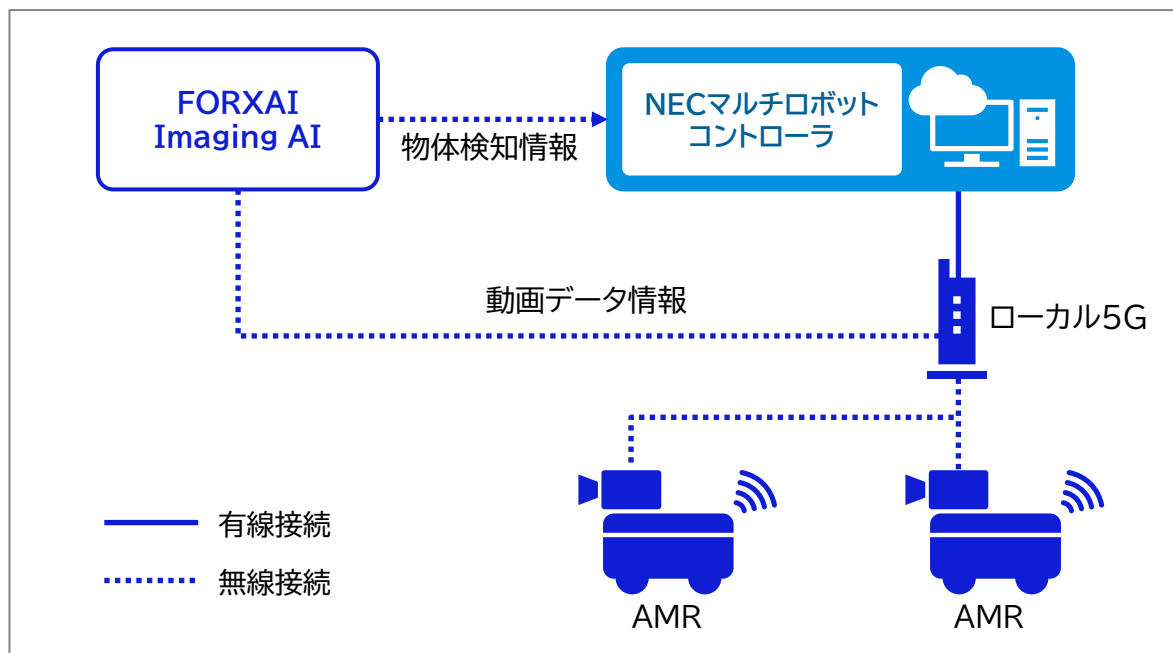 FORXAI
Imaging AI
物体検知情報
NECマルチロボット
コントローラ
動画データ情報
ローカル5G
有線接続
無線接続
AMR
AMR